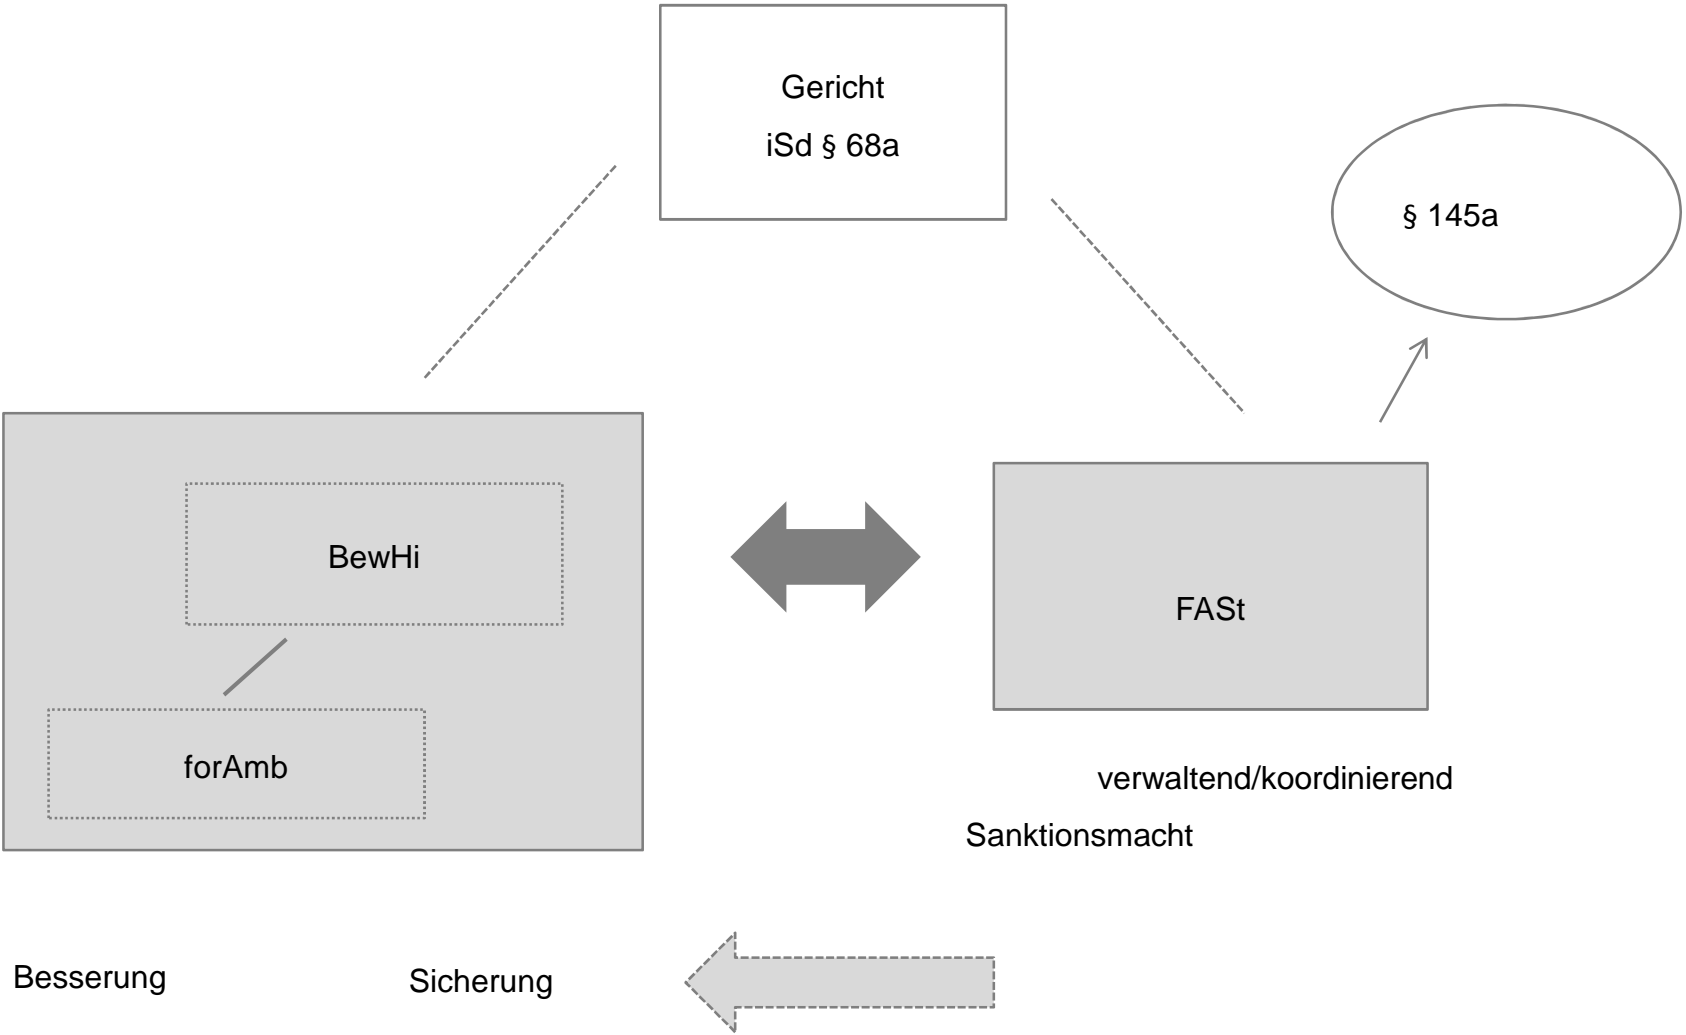 Gericht
iSd § 68a
§ 145a
BewHi
FASt
forAmb
verwaltend/koordinierend
Sanktionsmacht
Besserung
Sicherung